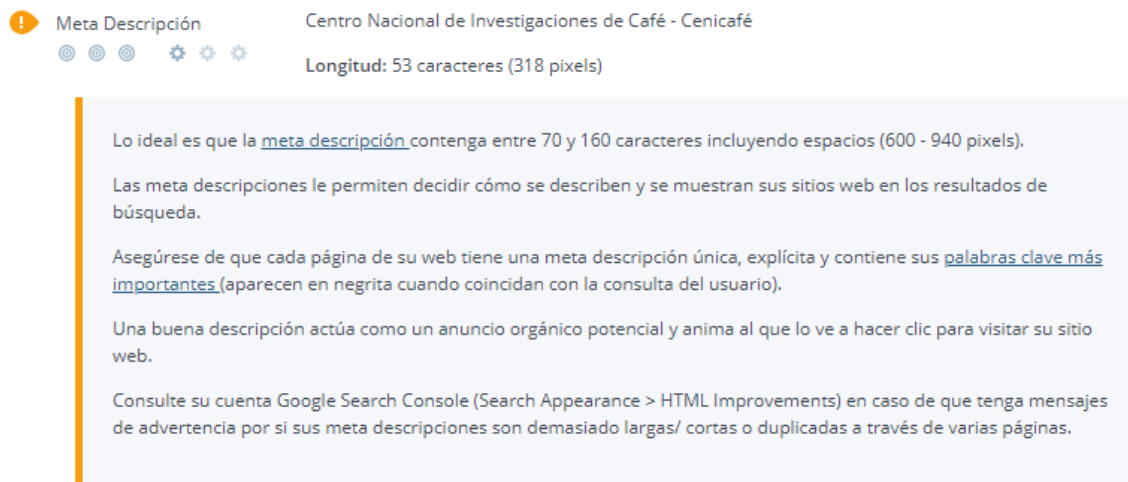 Meta Descripción
Centro Nacional de Investigaciones de Café - Cenicafé
Longitud: 53 caracteres (318 pixels)
Lo ideal es que la meta descripción contenga entre 70 y 160 caracteres incluyendo espacios (600 - 940 pixels).
Las meta descripciones le permiten decidir cómo se describen y se muestran sus sitios web en los resultados de
búsqueda.
Asegúrese de que cada página de su web tiene una meta descripción única, explícita y contiene sus palabras clave más
importantes (aparecen en negrita cuando coincidan con la consulta del usuario).
Una buena descripción actúa como un anuncio orgánico potencial y anima al que lo ve a hacer clic para visitar su sitio
web.
Consulte su cuenta Google Search Console (Search Appearance > HTML Improvements) en caso de que tenga mensajes
de advertencia por si sus meta descripciones son demasiado largas/ cortas o duplicadas a través de varias páginas.